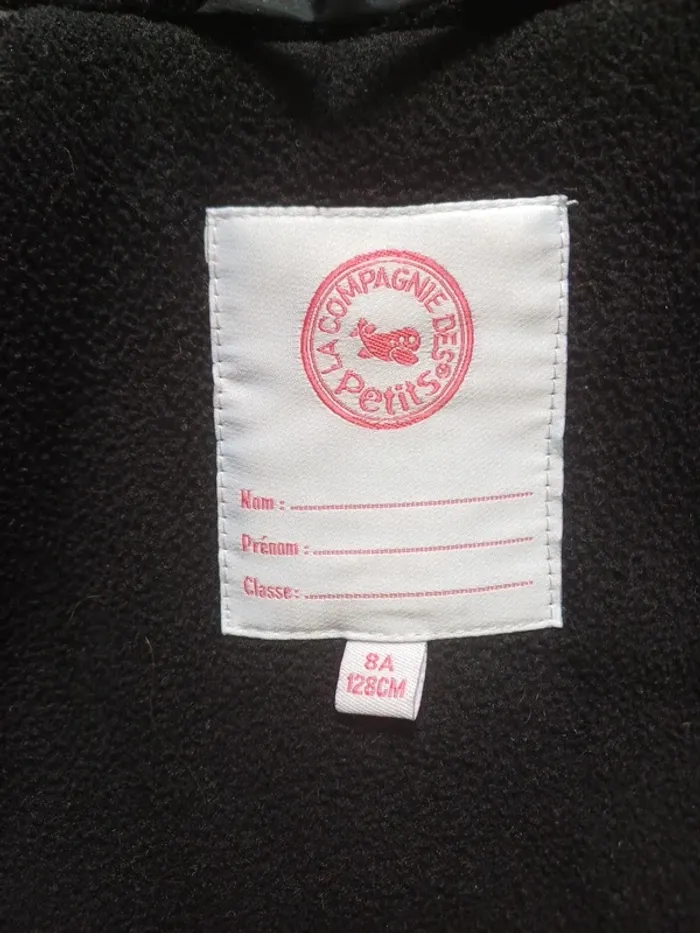 LA COMPAGNIE DES
Petits®
Nom :
Prénom :
Classe :
8A
128CM